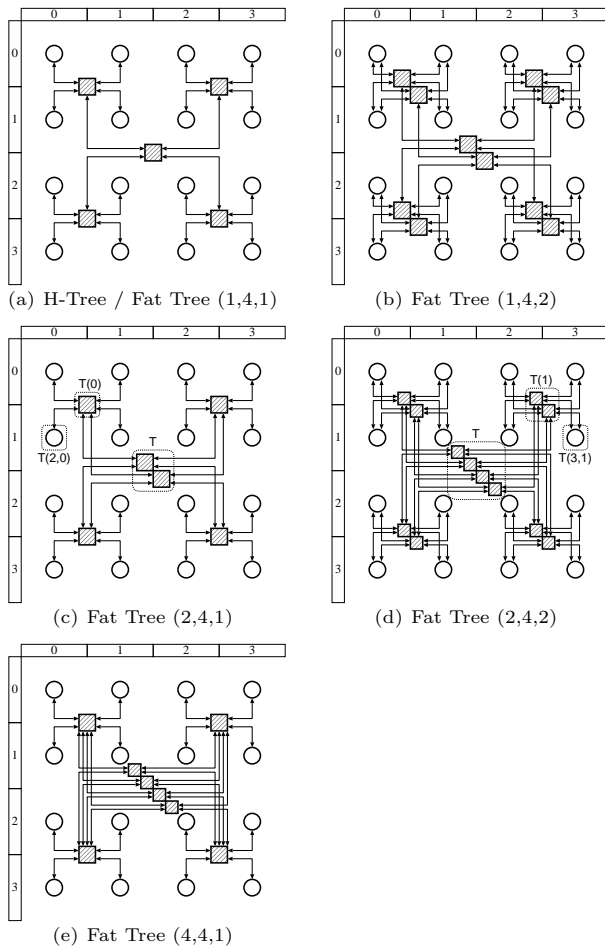 0 1 2 3
0 1 2 3
0
1
2
3
0
1
2
3
(a) H-Tree / Fat Tree (1,4,1)
(b) Fat Tree (1,4,2)
0 1 2 3
0 1 2 3
0
1
2
3
T(0)
T
T(2,0)
0
1
2
3
T(1)
T
T(3,1)
(c) Fat Tree (2,4,1)
(d) Fat Tree (2,4,2)
0 1 2 3
0
1
2
3
(e) Fat Tree (4,4,1)